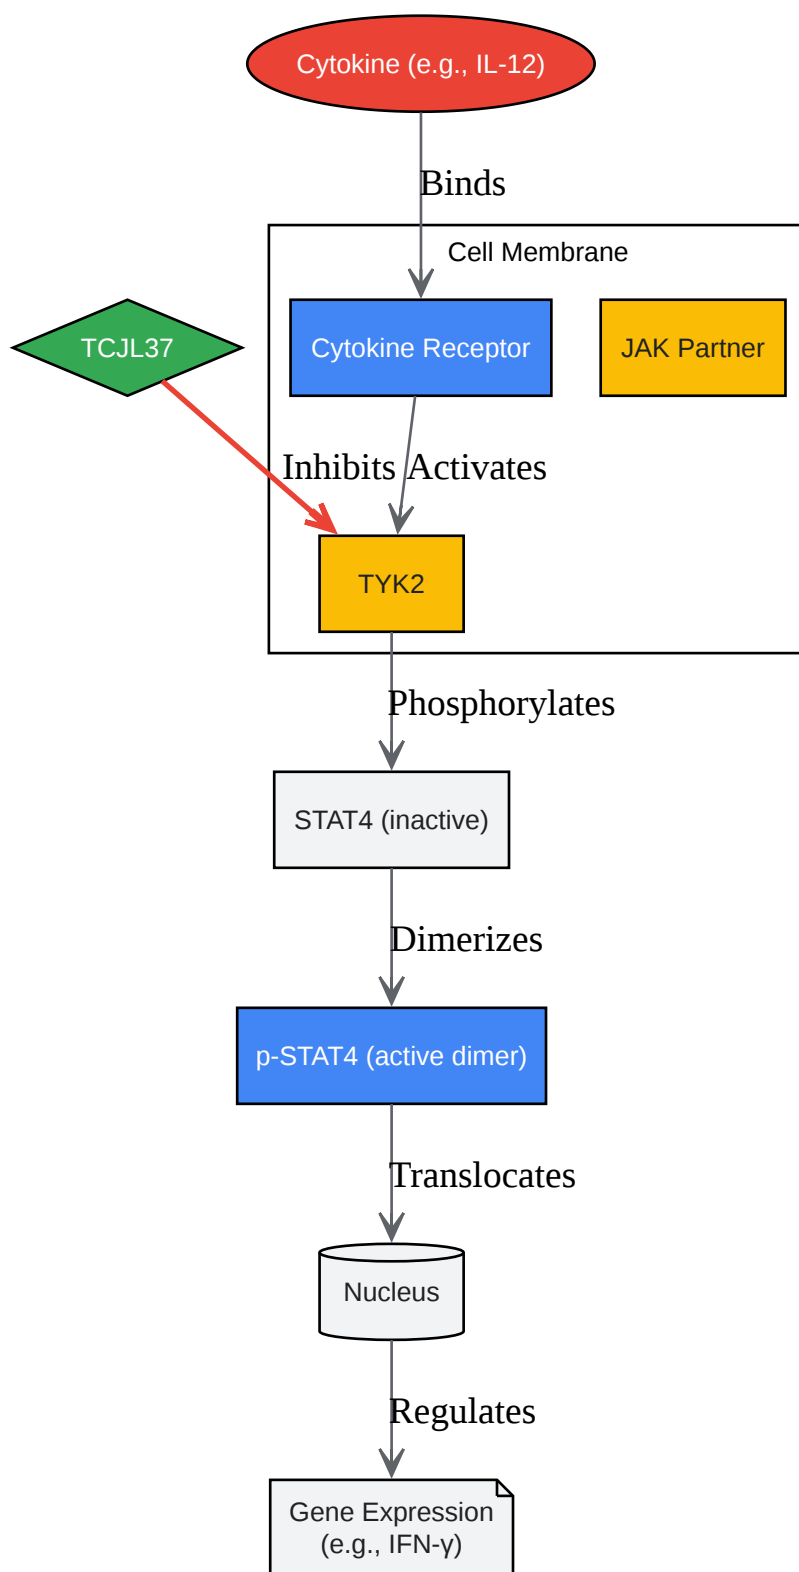 Cytokine (e.g., IL-12)
Binds
Cell Membrane
TCJL37
Cytokine Receptor
JAK Partner
Inhibits
Activates
TYK2
Phosphorylates
STAT4 (inactive)
Dimerizes
p-STAT4 (active dimer)
Translocates
Nucleus
Regulates
Gene Expression
(e.g., IFN-γ)